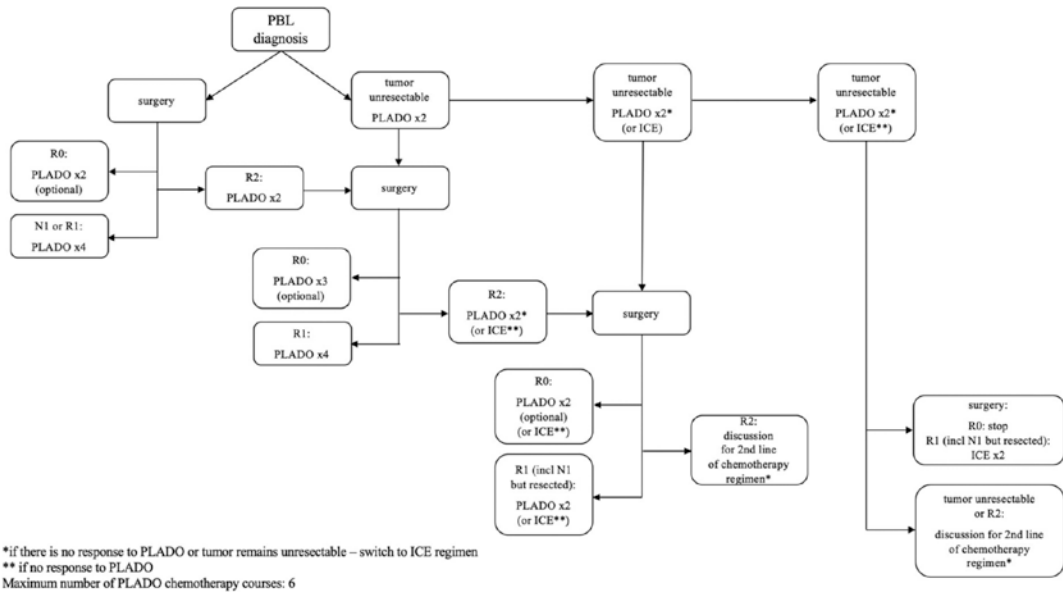 PBL
diagnosis
surgery
tumor
unresectable
PLADO x2
tumor
unresectable
PLADO x2*
(or ICE)
tumor
unresectable
PLADO x2*
(or ICE**)
R0:
PLADO x2
(optional)
R2:
PLADO x2
surgery
N1 or R1:
PLADO x4
R0:
PLADO x3
(optional)
R2:
PLADO x2*
(or ICE**)
surgery
R1:
PLADO x4
R0:
PLADO x2
(optional)
(or ICE**)
R2:
discussion
for 2nd line
of chemotherapy
regimen*
surgery:
R0: stop
R1 (incl N1 but resected):
ICE x2
R1 (incl N1
but resected):
PLADO x2
(or ICE**)
tumor unresectable
or R2:
discussion for 2nd line
of chemotherapy
regimen*
*if there is no response to PLADO or tumor remains unresectable – switch to ICE regimen
** if no response to PLADO
Maximum number of PLADO chemotherapy courses: 6